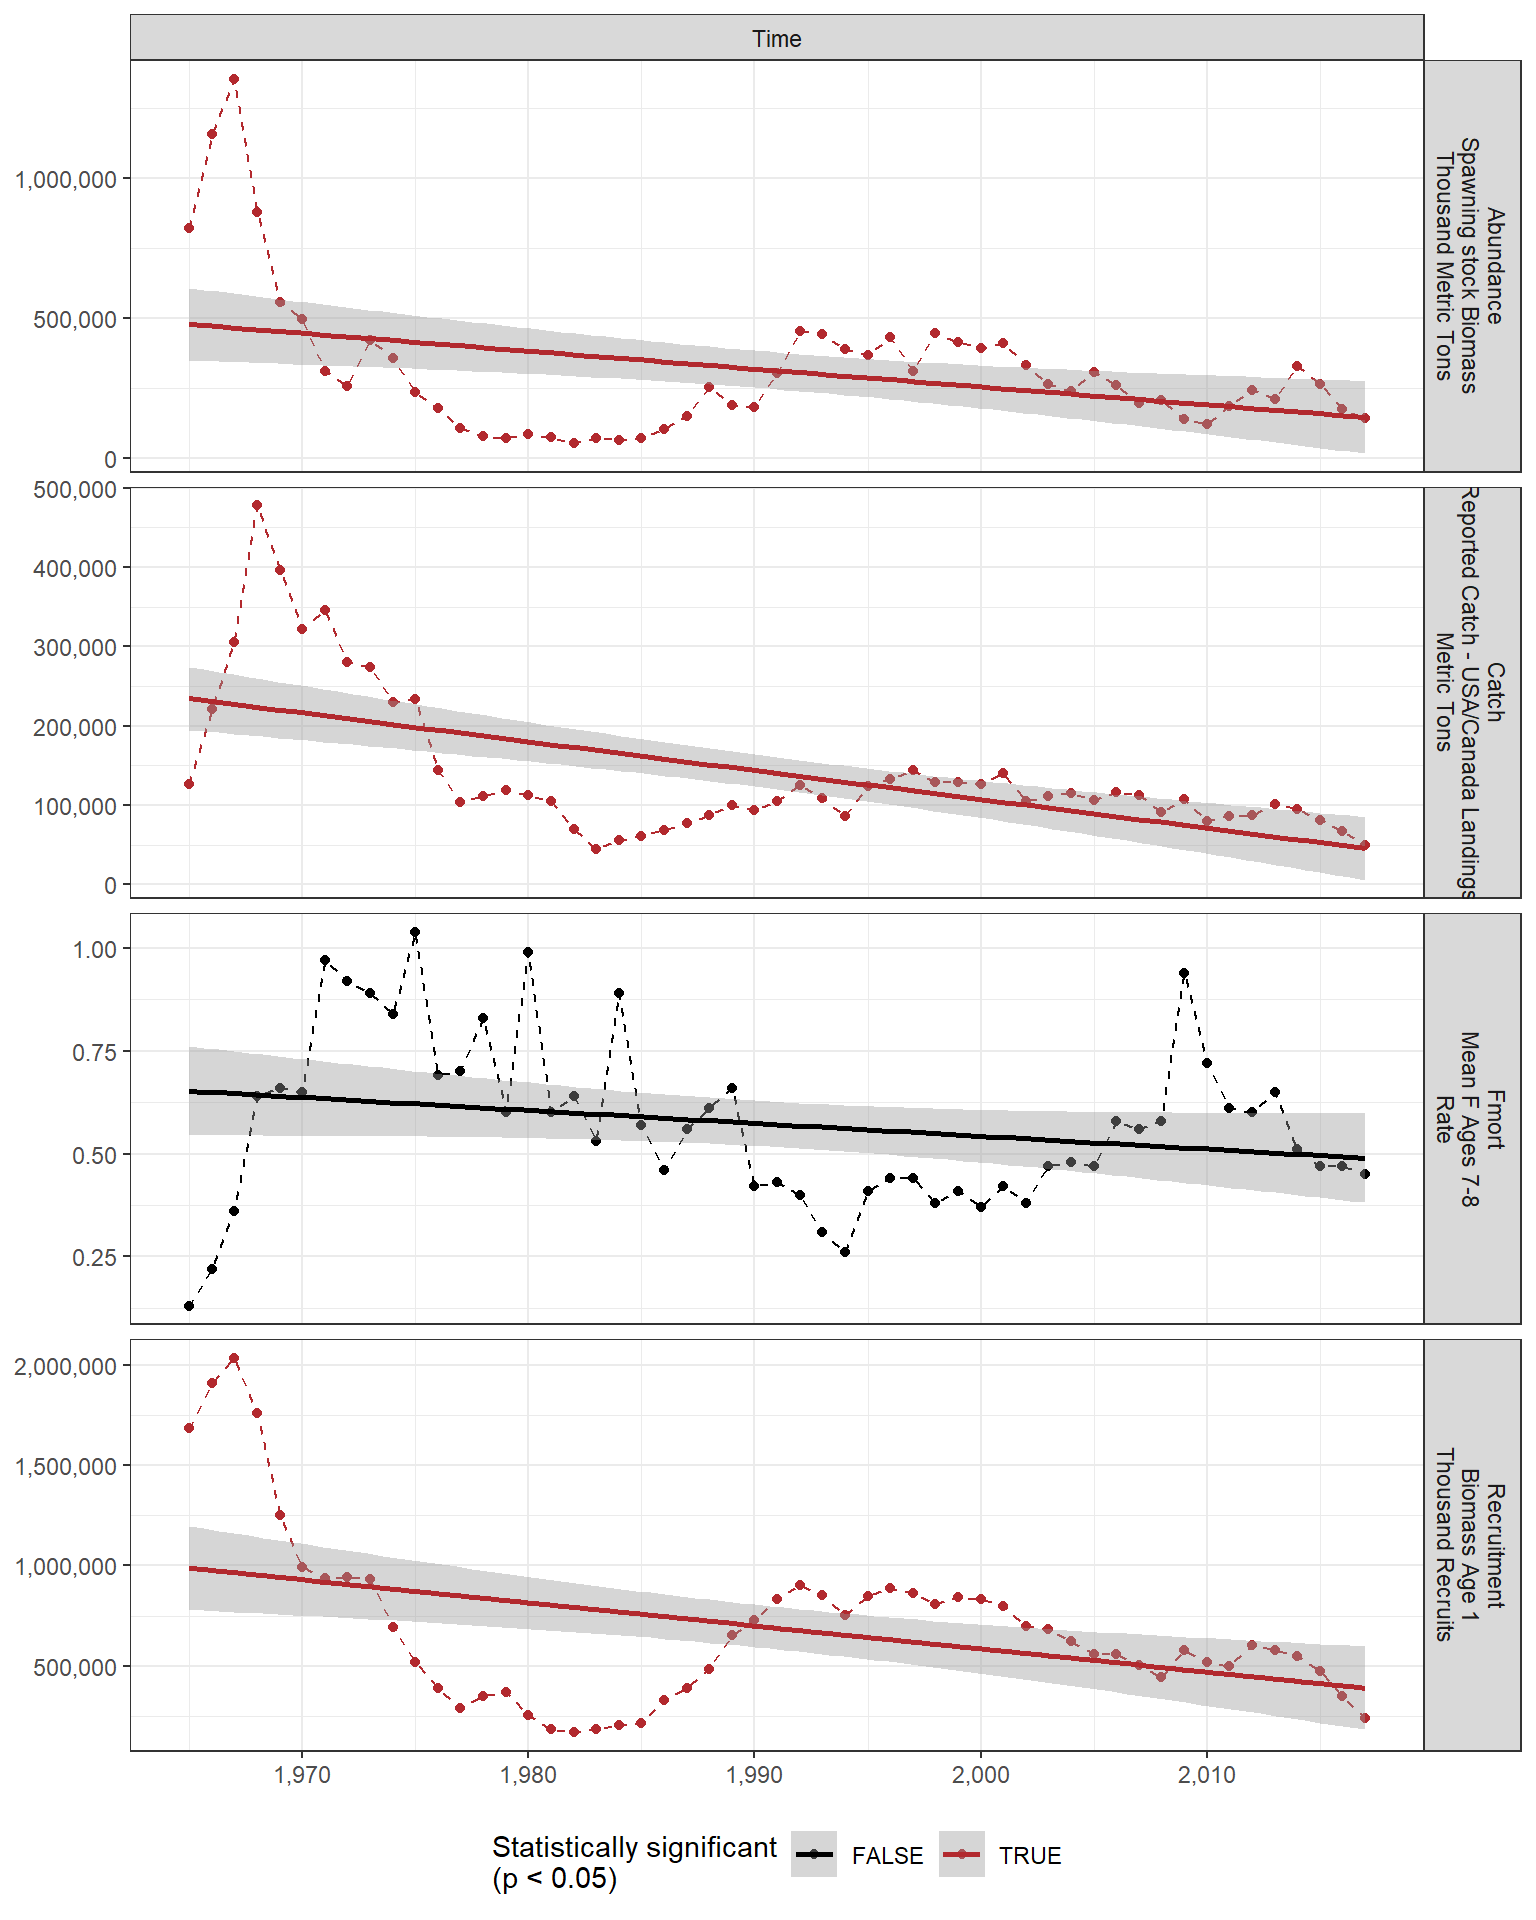 Time
1,000,000
500,000
0
Abundance
Spawning stock Biomass
Thousand Metric Tons
500,000
400,000
300,000
200,000
100,000
0
Catch
Reported Catch - USA/Canada Landings
Metric Tons
1.00
0.75
0.50
0.25
Fmort
Mean F Ages 7-8
Rate
2,000,000
1,500,000
1,000,000
500,000
Recruitment
Biomass Age 1
Thousand Recruits
1,970 1,980 1,990 2,000 2,010
Statistically significant
(p < 0.05)
FALSE TRUE